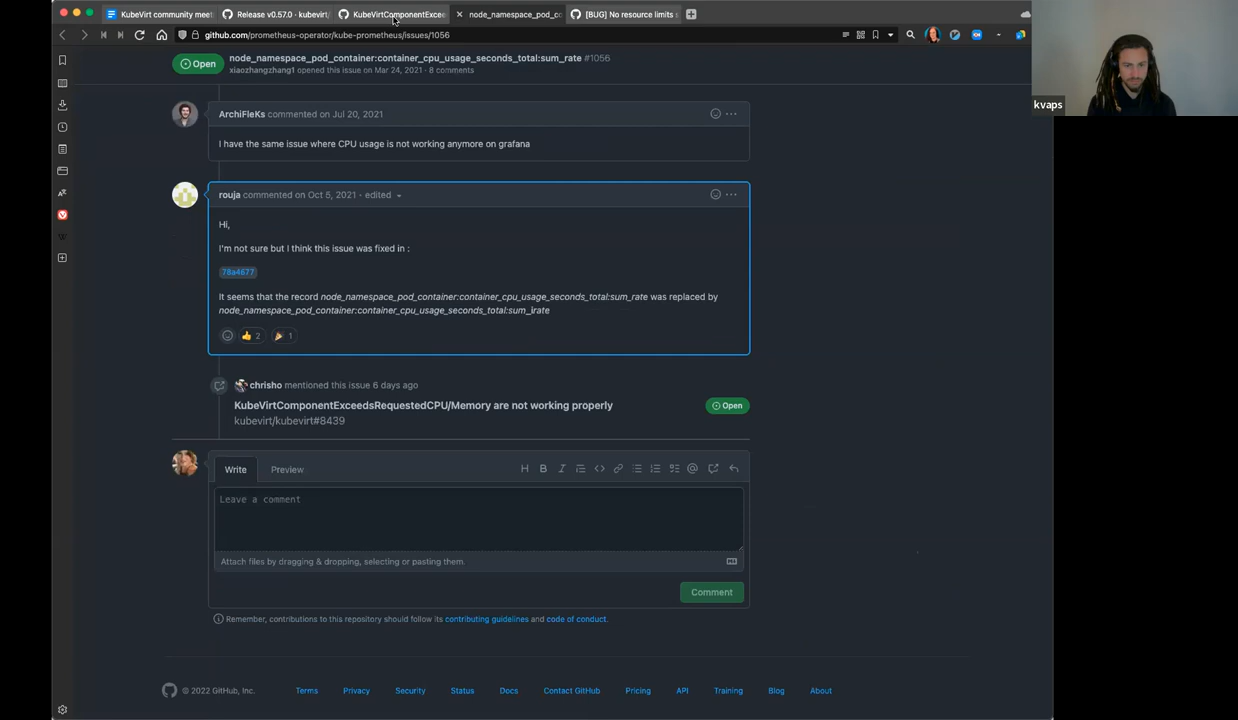 KubeVirt community meet
Release v0.57.0 · kubevirt/
KubeVirtComponentExcee
node_namespace_pod_co
[BUG] No resource limits s
github.com/prometheus-operator/kube-prometheus/issues/1056
Open
node_namespace_pod_container:container_cpu_usage_seconds_total:sum_rate #1056
xiaozhangzhang1 opened this issue on Mar 24, 2021 · 8 comments
kvaps
ArchiFleKs commented on Jul 20, 2021
I have the same issue where CPU usage is not working anymore on grafana
rouja commented on Oct 5, 2021 · edited
Hi,
I'm not sure but I think this issue was fixed in :
78a4677
It seems that the record node_namespace_pod_container:container_cpu_usage_seconds_total:sum_rate was replaced by
node_namespace_pod_container:container_cpu_usage_seconds_total:sum_irate
2
1
chrisho mentioned this issue 6 days ago
KubeVirtComponentExceedsRequestedCPU/Memory are not working properly
Open
kubevirt/kubevirt#8439
Write
Preview
Leave a comment
Attach files by dragging & dropping, selecting or pasting them.
Comment
Remember, contributions to this repository should follow its contributing guidelines and code of conduct.
© 2022 GitHub, Inc.
Terms
Privacy
Security
Status
Docs
Contact GitHub
Pricing
API
Training
Blog
About